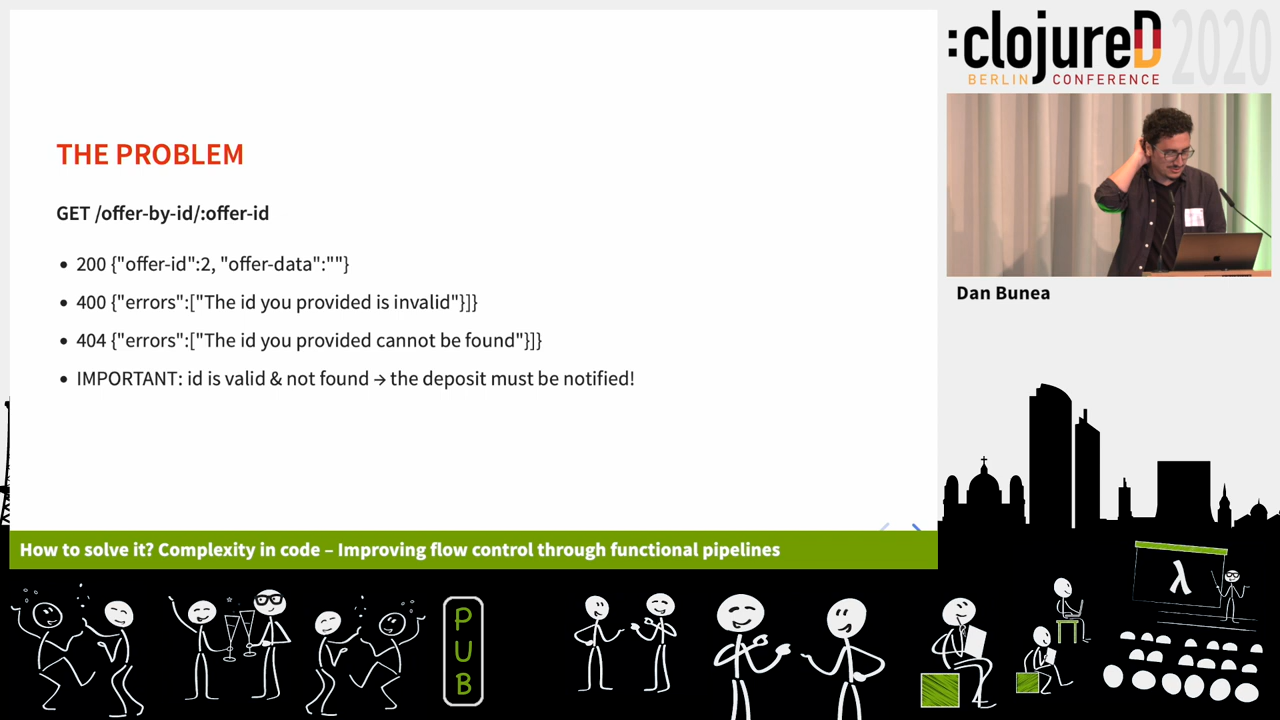 THE PROBLEM
GET /offer-by-id/:offer-id
• 200 {"offer-id":2, "offer-data":""}
• 400 {"errors":["The id you provided is invalid"}]}
• 404 {"errors":["The id you provided cannot be found"}]}
• IMPORTANT: id is valid & not found → the deposit must be notified!
How to solve it? Complexity in code – Improving flow control through functional pipelines
:clojureD 2020
BERLIN CONFERENCE
Dan Bunea
PUB
λ